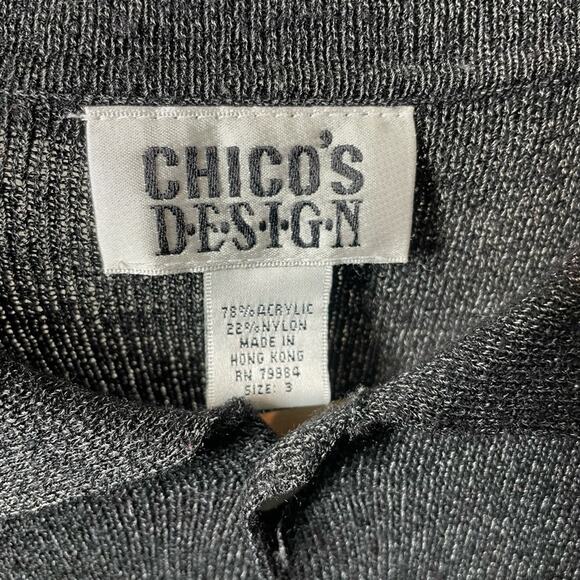 CHICO'S
D•E•S•I•G•N
78% ACRYLIC
22% NYLON
MADE IN
HONG KONG
RN 79984
SIZE: 3